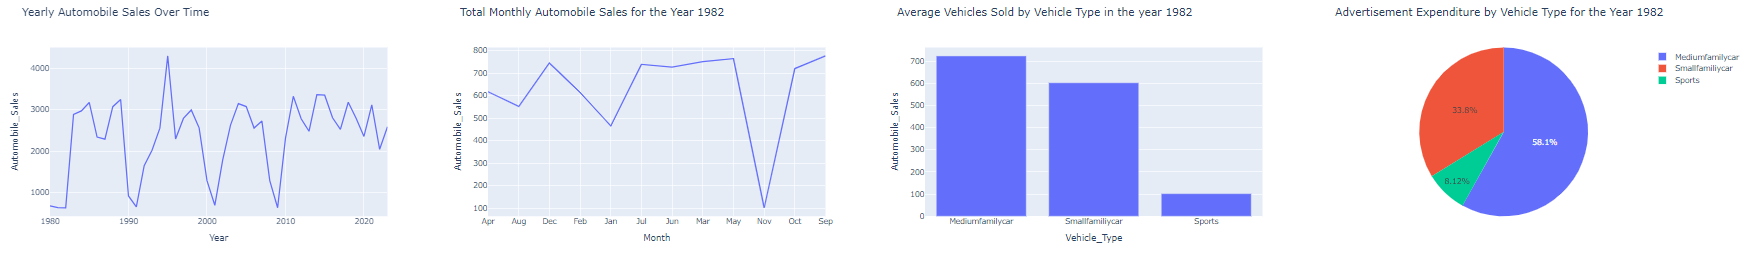 Yearly Automobile Sales Over Time
Automobile_Sales
4000
3000
2000
1000
1980
1990
2000
2010
2020
Year
Total Monthly Automobile Sales for the Year 1982
Automobile_Sales
800
700
600
500
400
300
200
100
Apr
Aug
Dec
Feb
Jan
Jul
Jun
Mar
May
Nov
Oct
Sep
Month
Average Vehicles Sold by Vehicle Type in the year 1982
Automobile_Sales
700
600
500
400
300
200
100
0
Mediumfamilycar
Smallfamiliycar
Sports
Vehicle_Type
Advertisement Expenditure by Vehicle Type for the Year 1982
33.8%
58.1%
8.12%
Mediumfamilycar
Smallfamiliycar
Sports